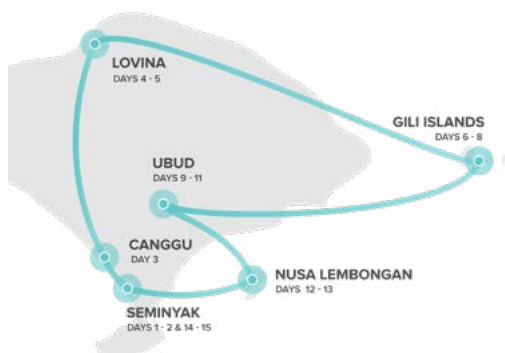 LOVINA
DAYS 4 - 5
GILI ISLANDS
DAYS 6 - 8
UBUD
DAYS 9 - 11
CANGGU
DAY 3
NUSA LEMBONGAN
DAYS 12 - 13
SEMINYAK
DAYS 1 - 2 & 14 - 15